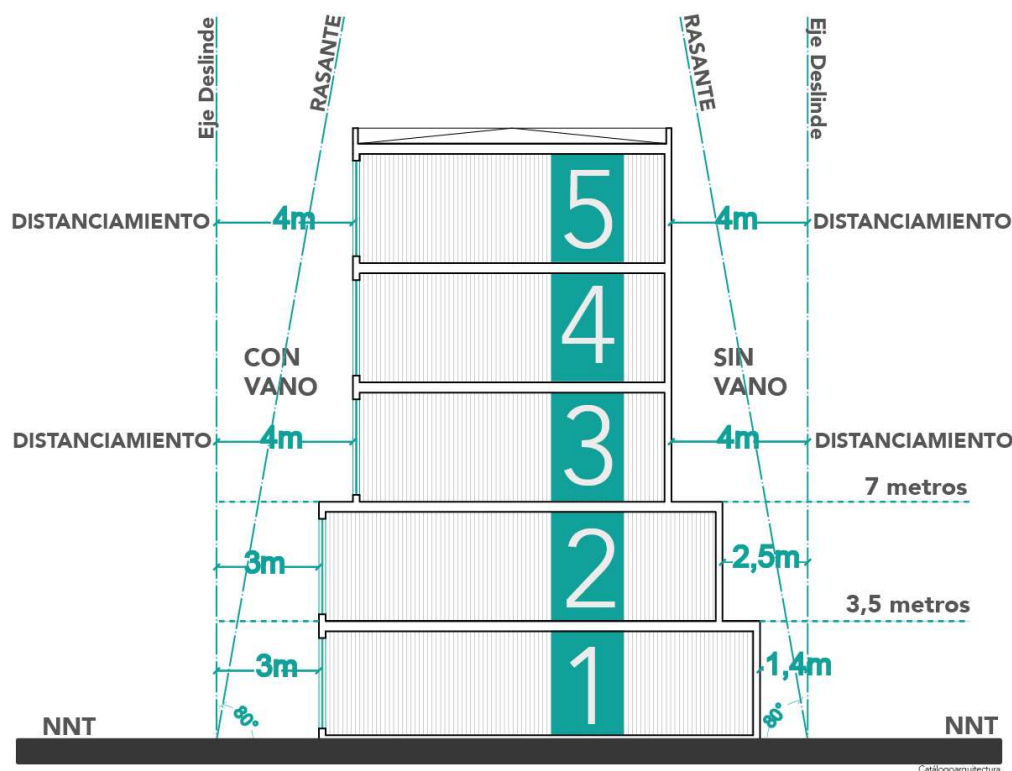 Eje Deslinde
RASANTE
RASANTE
Eje Deslinde
5
DISTANCIAMIENTO
4m
4m
DISTANCIAMIENTO
4
CON
VANO
SIN
VANO
3
DISTANCIAMIENTO
4m
4m
DISTANCIAMIENTO
7 metros
2
3m
2,5m
3,5 metros
1
3m
1,4m
80°
80°
NNT
NNT
Catálogoarquitectura